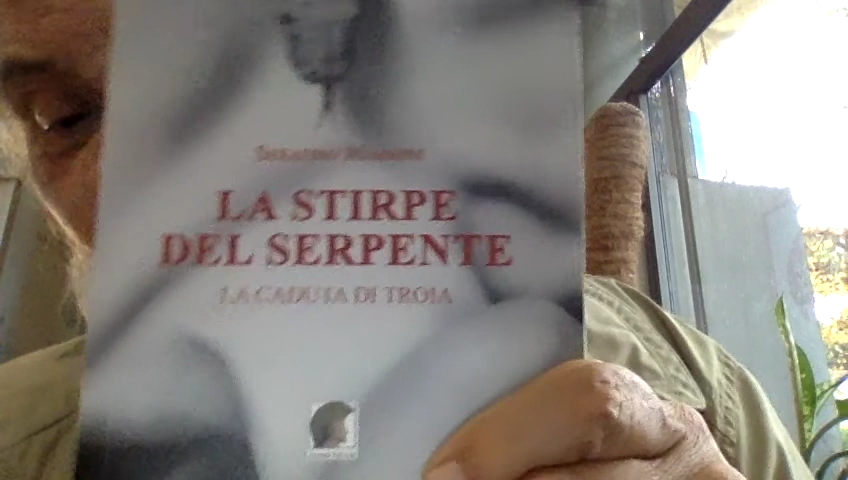 LA STIRPE
DEL SERPENTE
LA CADUTA DI TROIA